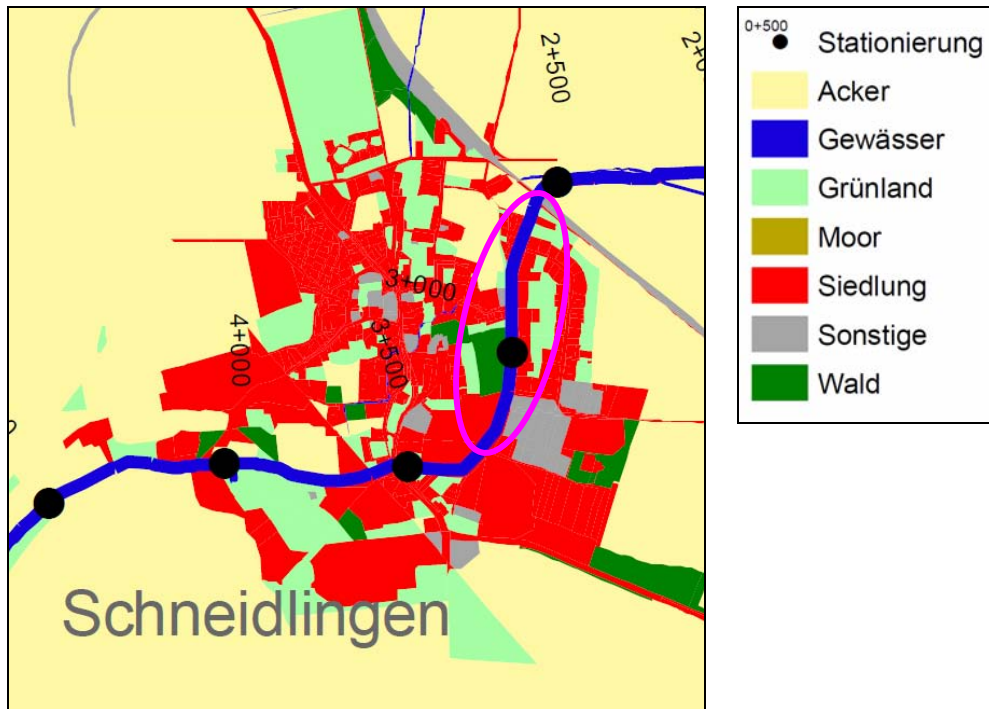 2+500
3+000
3+500
4+000
Schneidlingen
0+500
Stationierung
Acker
Gewässer
Grünland
Moor
Siedlung
Sonstige
Wald